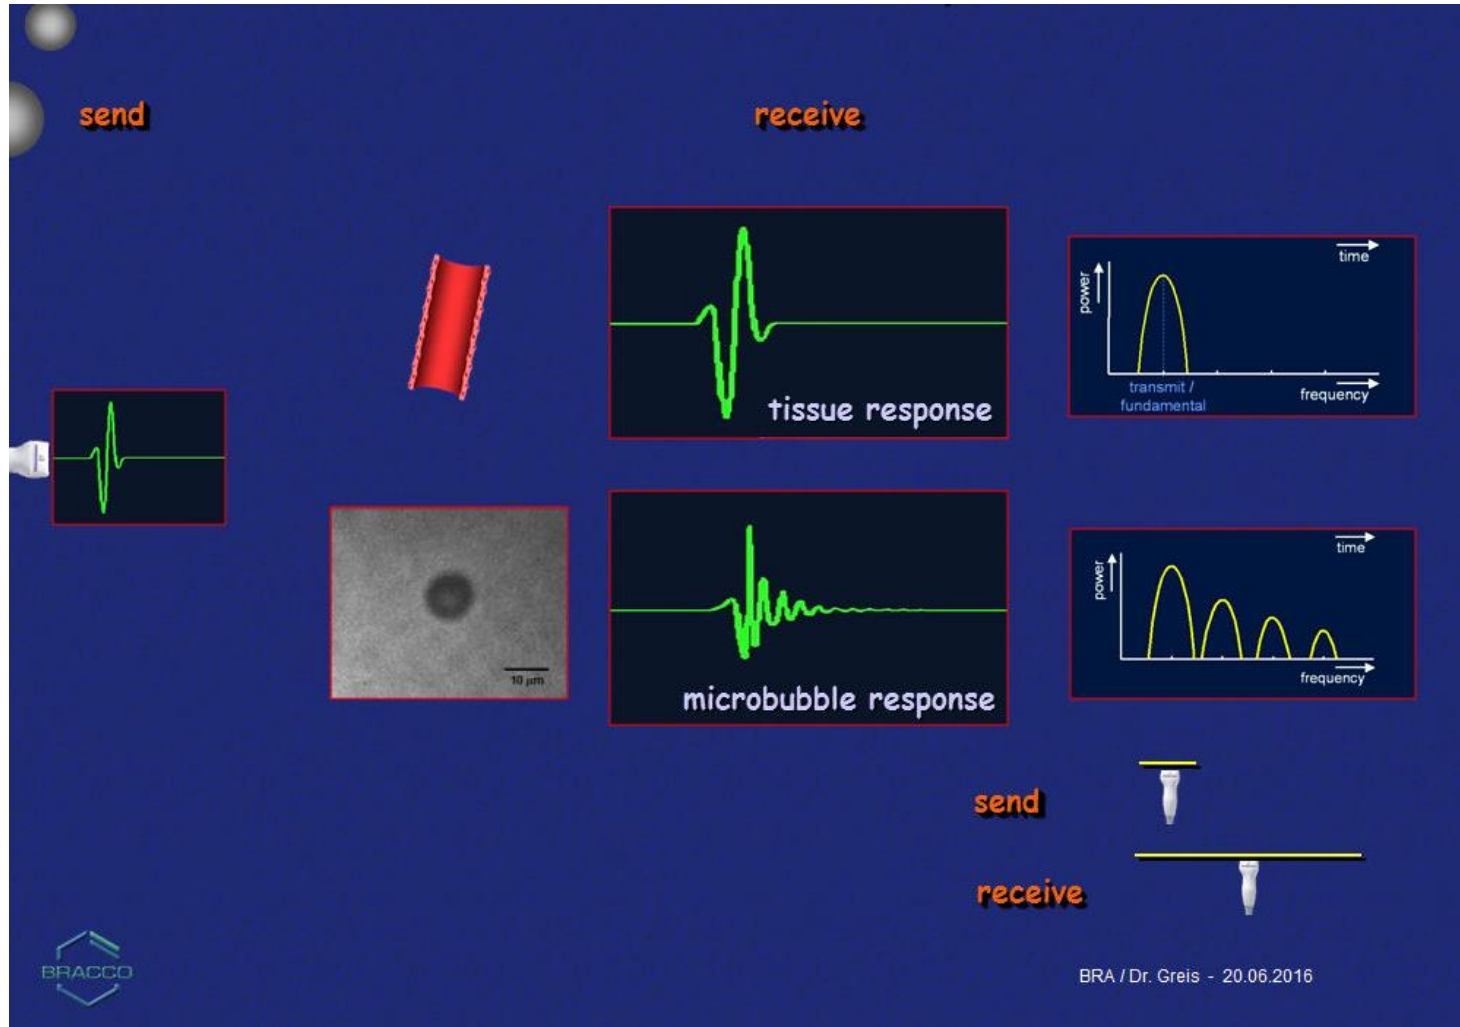 send
receive
tissue response
time
power
transmit /
fundamental
frequency
10 μm
microbubble response
time
power
frequency
send
receive
BRACCO
BRA / Dr. Greis - 20.06.2016